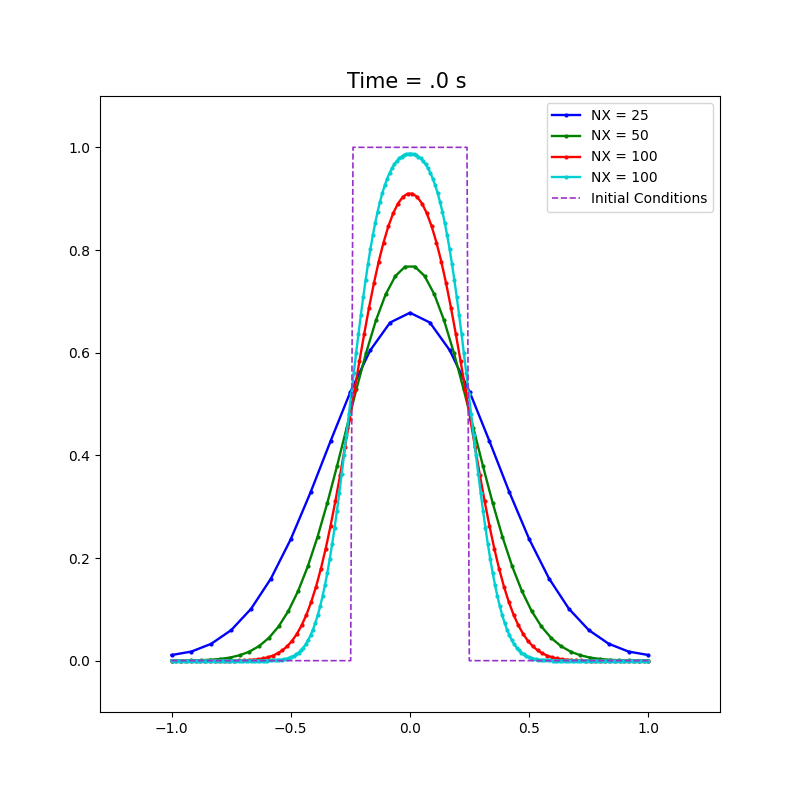 Time = .0 s
NX = 25
NX = 50
NX = 100
NX = 100
Initial Conditions
1.0
0.8
0.6
0.4
0.2
0.0
−1.0 −0.5 0.0 0.5 1.0